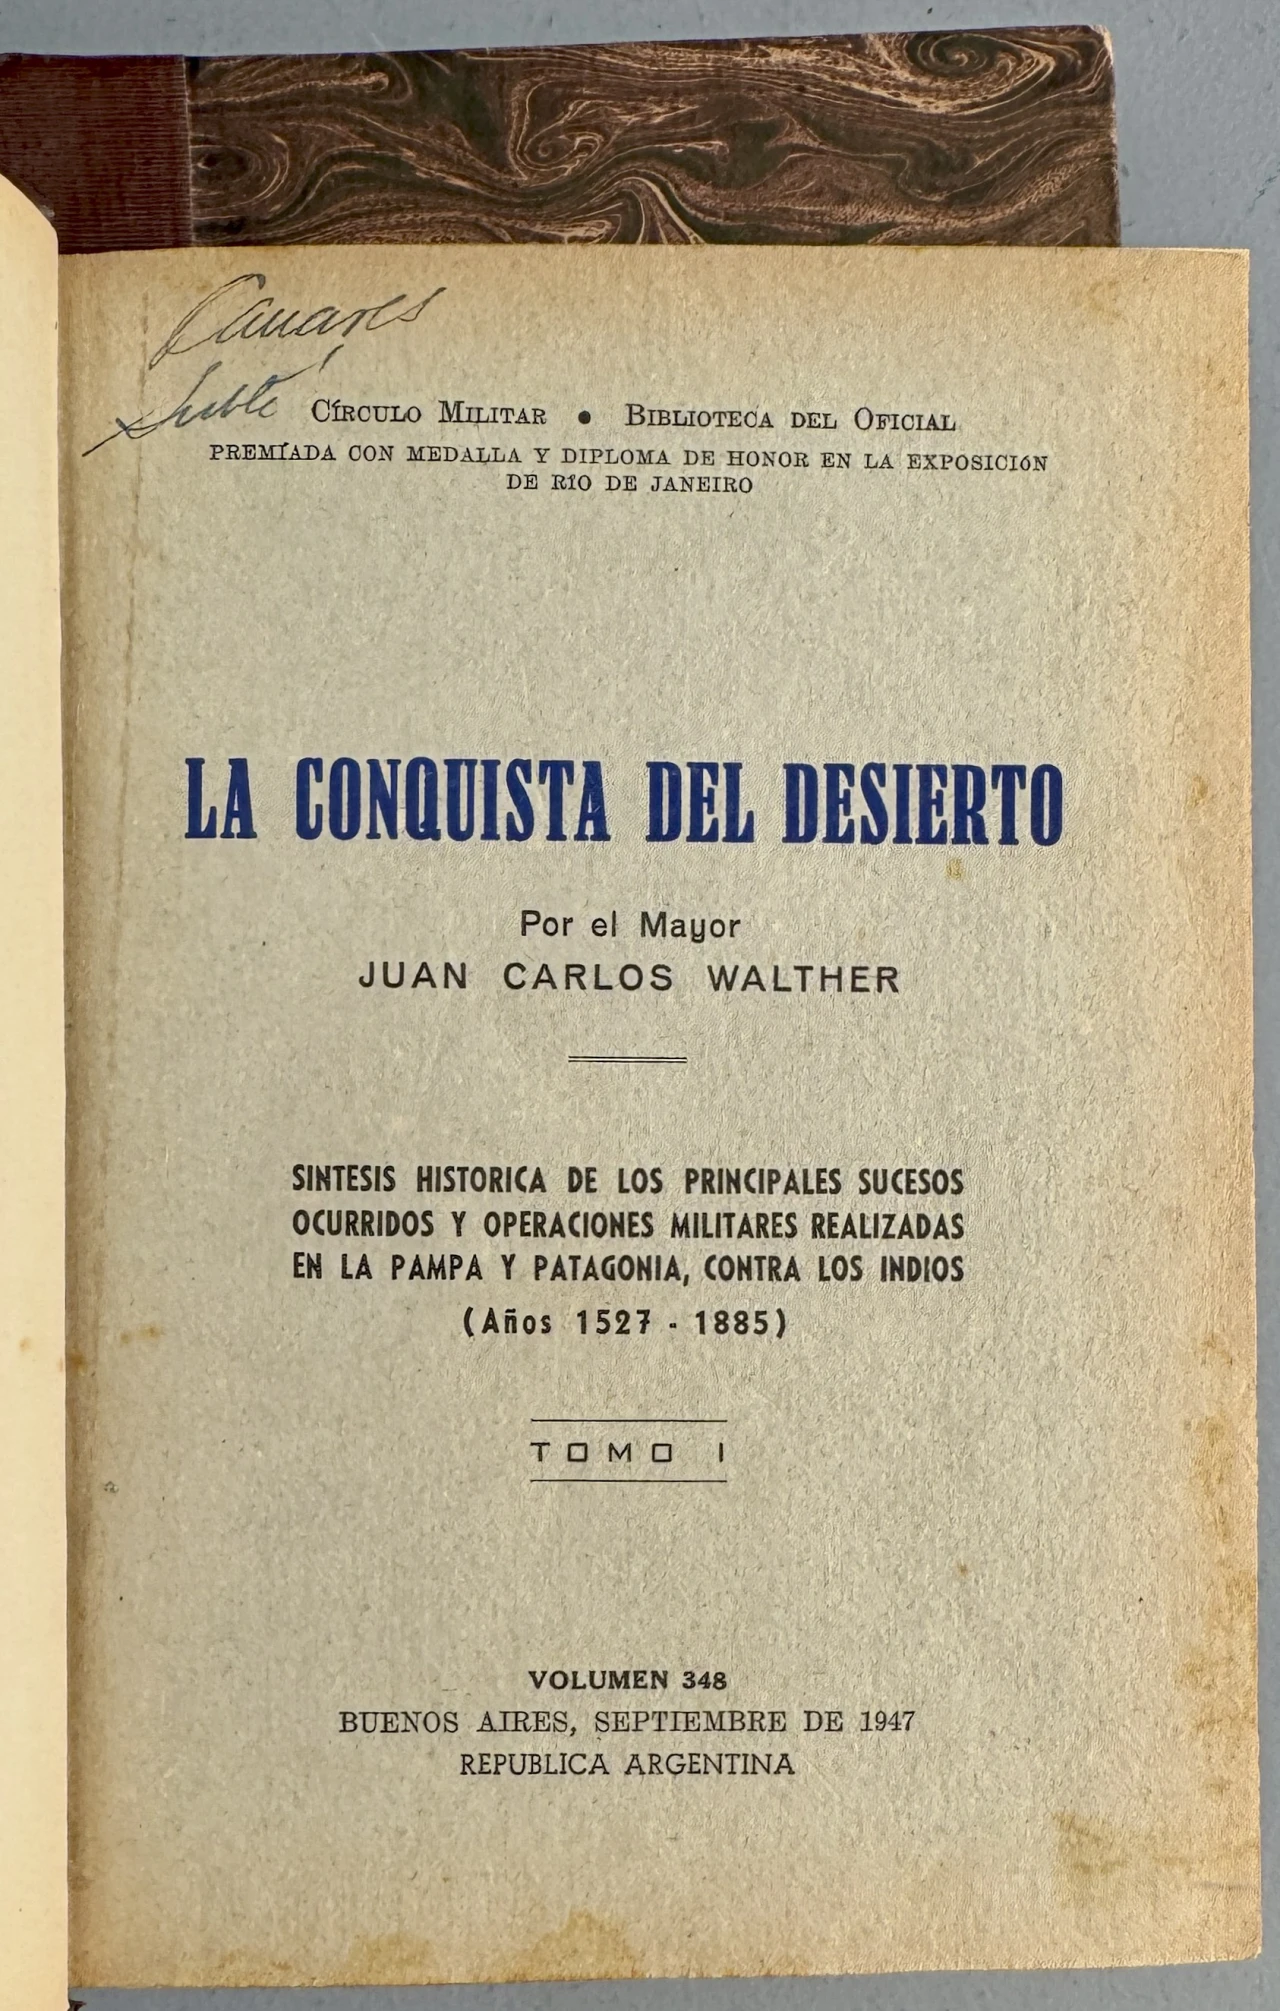 CÍRCULO MILITAR ● BIBLIOTECA DEL OFICIAL
PREMÍADA CON MEDALLA Y DIPLOMA DE HONOR EN LA EXPOSICIÓN
DE RÍO DE JANEIRO
LA CONQUISTA DEL DESIERTO
Por el Mayor
JUAN CARLOS WALTHER
SINTESIS HISTORICA DE LOS PRINCIPALES SUCESOS
OCURRIDOS Y OPERACIONES MILITARES REALIZADAS
EN LA PAMPA Y PATAGONIA, CONTRA LOS INDIOS
(Años 1527 - 1885)
TOMO I
VOLUMEN 348
BUENOS AIRES, SEPTIEMBRE DE 1947
REPUBLICA ARGENTINA